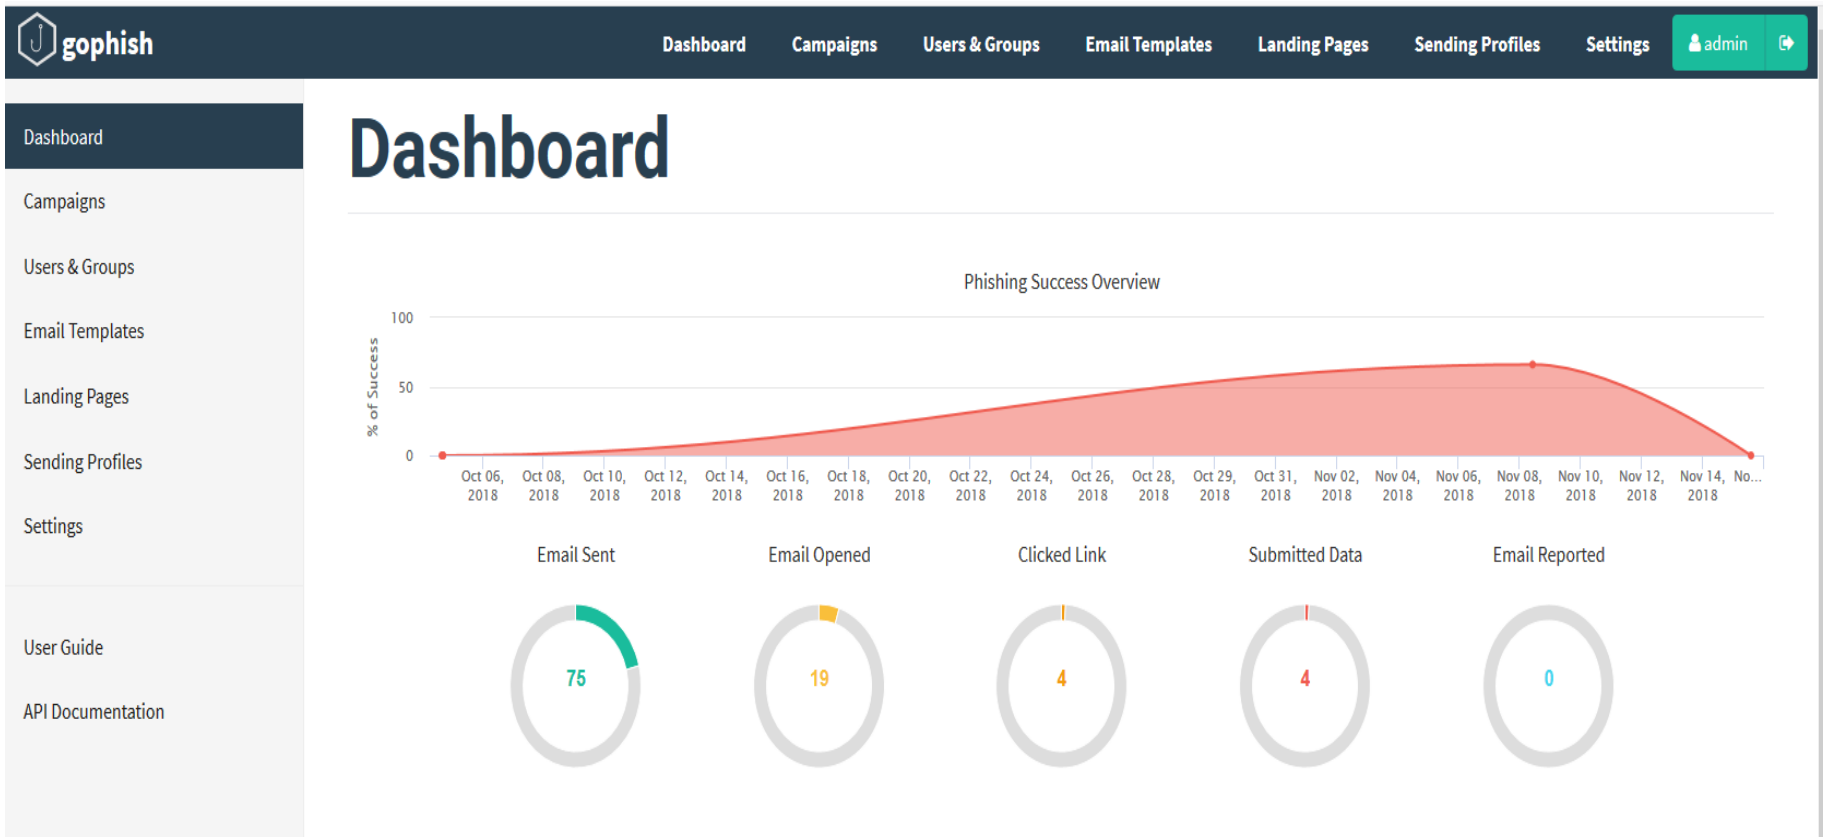 gophish
Dashboard Campaigns Users & Groups Email Templates Landing Pages Sending Profiles Settings admin
Dashboard
Campaigns
Users & Groups
Email Templates
Landing Pages
Sending Profiles
Settings
User Guide
API Documentation
Dashboard
Phishing Success Overview
% of Success
100
50
0
Oct 06, 2018
Oct 08, 2018
Oct 10, 2018
Oct 12, 2018
Oct 14, 2018
Oct 16, 2018
Oct 18, 2018
Oct 20, 2018
Oct 22, 2018
Oct 24, 2018
Oct 26, 2018
Oct 28, 2018
Oct 29, 2018
Oct 31, 2018
Nov 02, 2018
Nov 04, 2018
Nov 06, 2018
Nov 08, 2018
Nov 10, 2018
Nov 12, 2018
Nov 14, 2018
No...
Email Sent Email Opened Clicked Link Submitted Data Email Reported
75 19 4 4 0